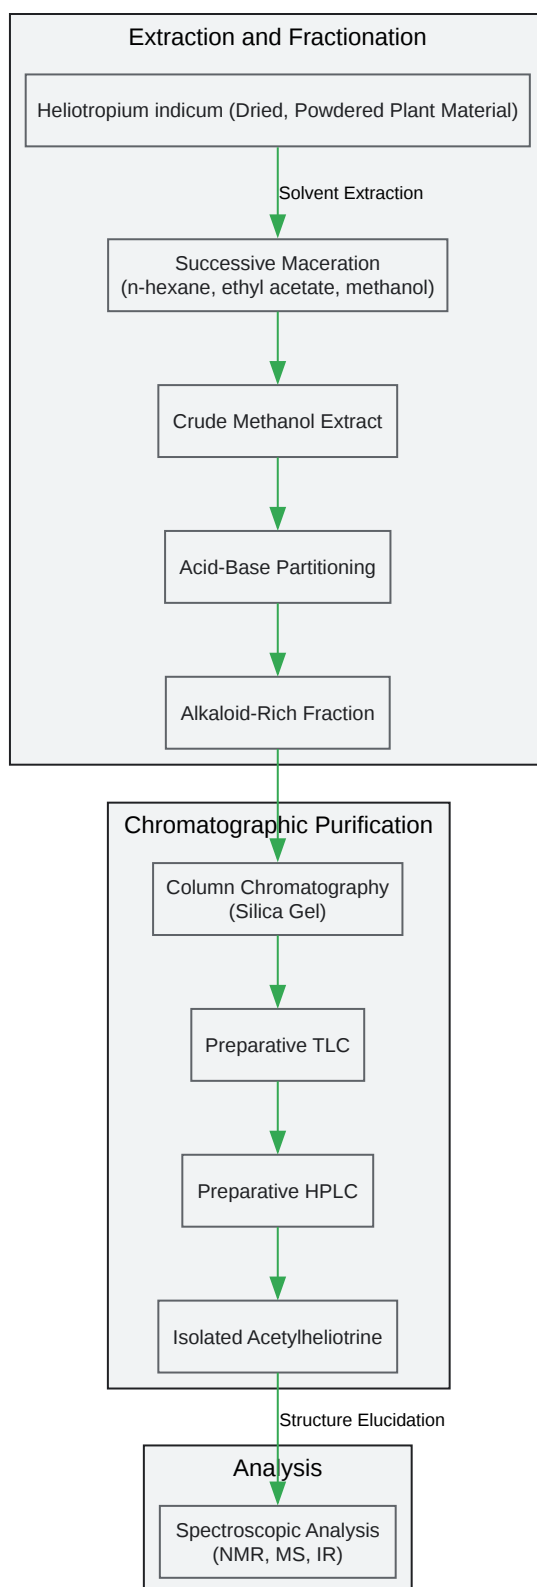 Extraction and Fractionation
Heliotropium indicum (Dried, Powdered Plant Material)
Solvent Extraction
Successive Maceration
(n-hexane, ethyl acetate, methanol)
Crude Methanol Extract
Acid-Base Partitioning
Alkaloid-Rich Fraction
Chromatographic Purification
Column Chromatography
(Silica Gel)
Preparative TLC
Preparative HPLC
Isolated Acetylheliotrine
Structure Elucidation
Analysis
Spectroscopic Analysis
(NMR, MS, IR)